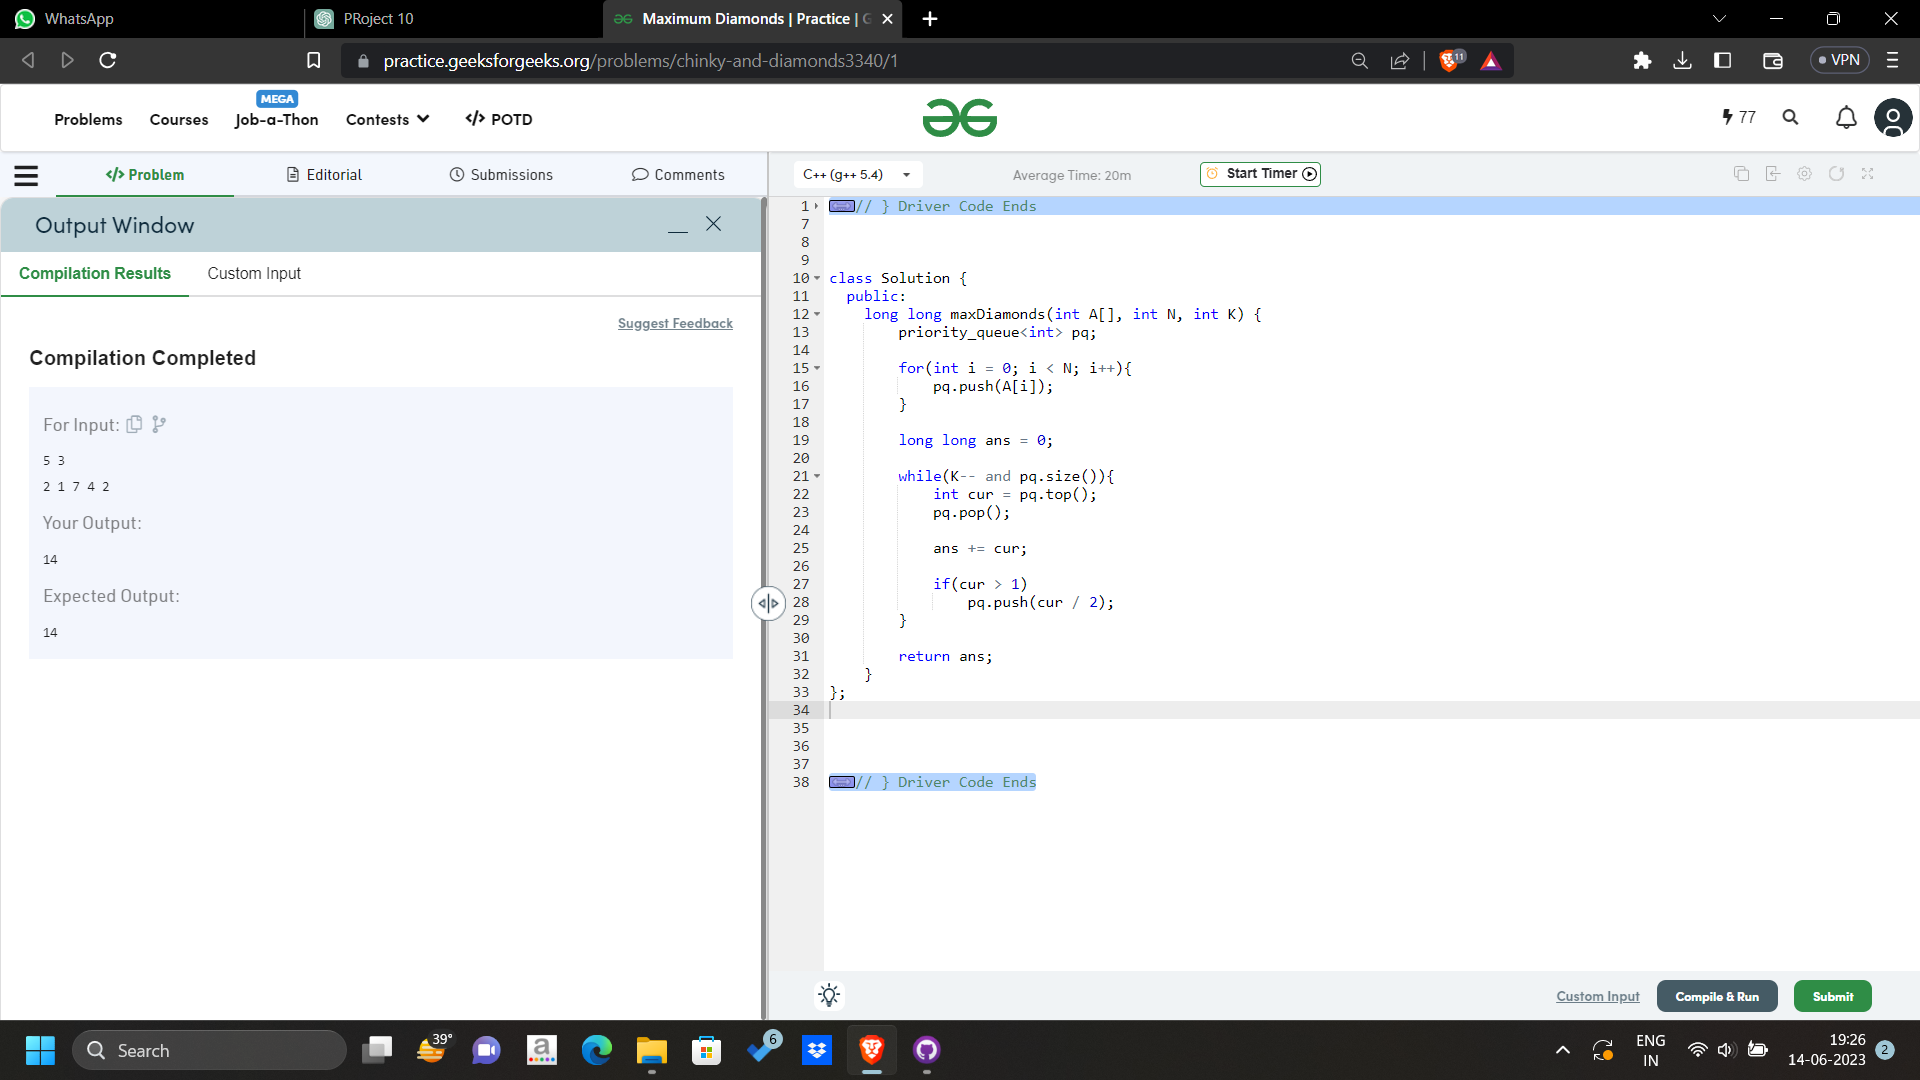 WhatsApp
PRoject 10
Maximum Diamonds | Practice | G
practice.geeksforgeeks.org/problems/chinky-and-diamonds3340/1
11
VPN
MEGA
Problems
Courses
Job-a-Thon
Contests
</> POTD
77
</> Problem
Editorial
Submissions
Comments
C++ (g++ 5.4)
Average Time: 20m
Start Timer
Output Window
Compilation Results
Custom Input
Suggest Feedback
Compilation Completed
For Input:
5 3
2 1 7 4 2
Your Output:
14
Expected Output:
14
1 // } Driver Code Ends
7
8
9
10 class Solution {
11 public:
12 long long maxDiamonds(int A[], int N, int K) {
13 priority_queue<int> pq;
14
15 for(int i = 0; i < N; i++){
16 pq.push(A[i]);
17 }
18
19 long long ans = 0;
20
21 while(K-- and pq.size()){
22 int cur = pq.top();
23 pq.pop();
24
25 ans += cur;
26
27 if(cur > 1)
28 pq.push(cur / 2);
29 }
30
31 return ans;
32 }
33 };
34
35
36
37
38 // } Driver Code Ends
Custom Input
Compile & Run
Submit
Search
39°
a
6
ENG
IN
19:26
14-06-2023
2